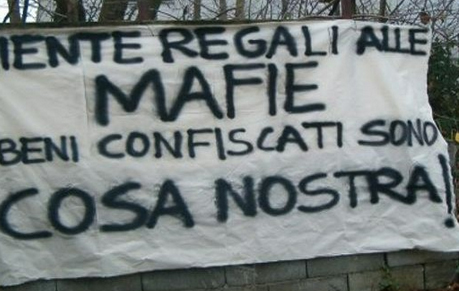 IENTE REGALI ALLE
MAFIE
BENI CONFISCATI SONO
COSA NOSTRA!